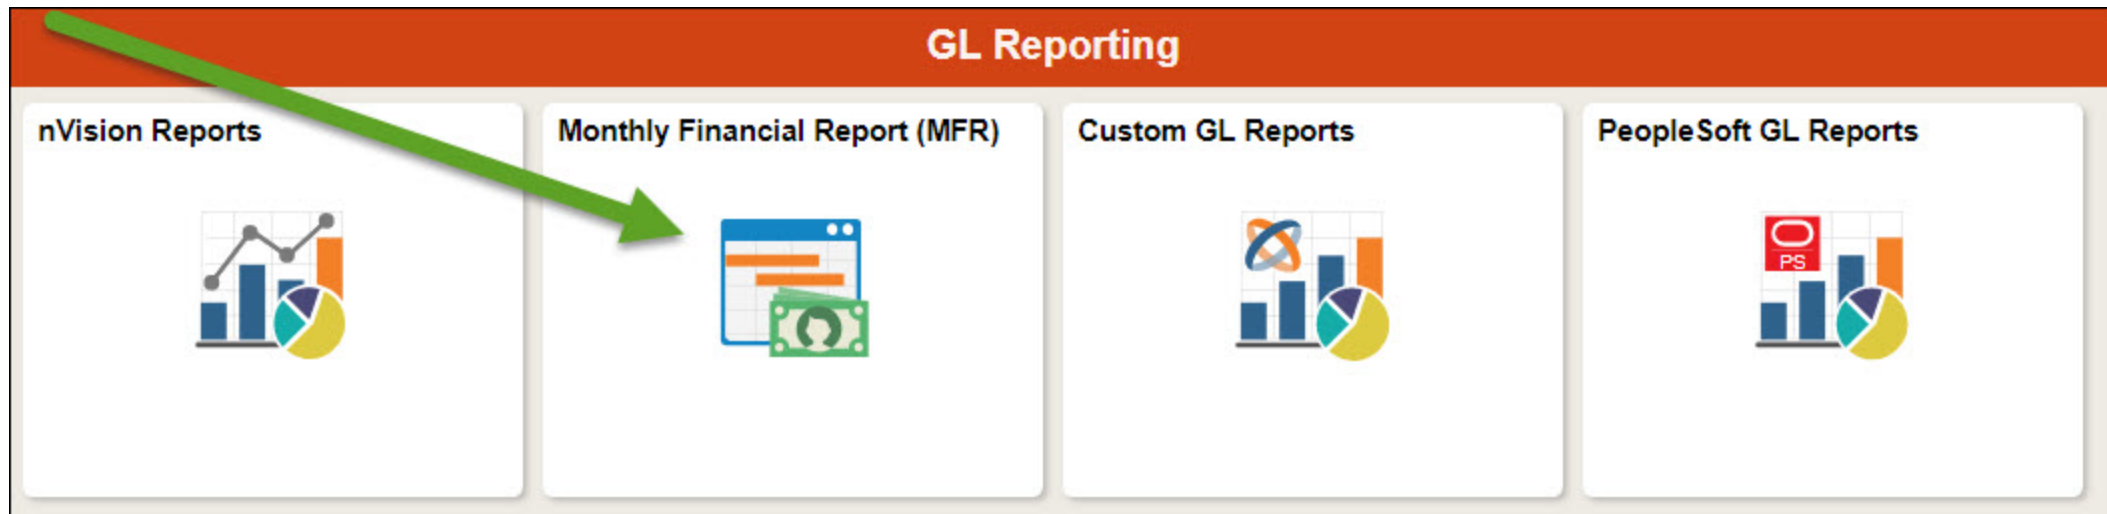 GL Reporting
nVision Reports
Monthly Financial Report (MFR)
Custom GL Reports
PeopleSoft GL Reports
PS